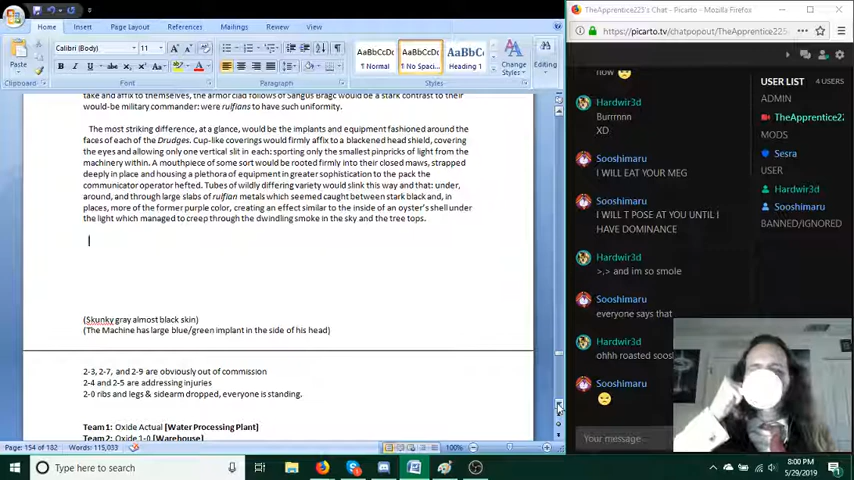 TheApprentice225's Chat - Picarto - Mozilla Firefox
Home Insert Page Layout References Mailings Review View
https://picarto.tv/chatpopout/TheApprentice225
Calibri (Body) 11
Paste
AaBbCcDc AaBbCcDc AaBbCc
1 Normal 1 No Spaci... Heading 1
Change Styles
Editing
Clipboard Font Paragraph Styles
take and affix to themselves, the armor clad follows of Sangus Bragc would be a stark contrast to their
would-be military commander: were rulfians to have such uniformity.
The most striking difference, at a glance, would be the implants and equipment fashioned around the
faces of each of the Drudges. Cup-like coverings would firmly affix to a blackened head shield, covering
the eyes and allowing only one vertical slit in each: sporting only the smallest pinpricks of light from the
machinery within. A mouthpiece of some sort would be rooted firmly into their closed maws, strapped
deeply in place and housing a plethora of equipment in greater sophistication to the pack the
communicator operator hefted. Tubes of wildly differing variety would slink this way and that: under,
around, and through large slabs of rulfian metals which seemed caught between stark black and, in
places, more of the former purple color, creating an effect similar to the inside of an oyster's shell under
the light which managed to creep through the dwindling smoke in the sky and the tree tops.
(Skunky gray almost black skin)
(The Machine has large blue/green implant in the side of his head)
2-3, 2-7, and 2-9 are obviously out of commission
2-4 and 2-5 are addressing injuries
2-0 ribs and legs & sidearm dropped, everyone is standing.
Team 1: Oxide Actual [Water Processing Plant]
Team 2: Oxide 1-0 [Warehouse]
Page: 154 of 182 Words: 115,033
100%
now
Hardwir3d
Burrrnnn
XD
Sooshimaru
I WILL EAT YOUR MEG
Sooshimaru
I WILL T POSE AT YOU UNTIL I
HAVE DOMINANCE
Hardwir3d
>,> and im so smole
Sooshimaru
everyone says that
Hardwir3d
ohhh roasted soos
Sooshimaru
Your message...
USER LIST 4 USERS
ADMIN
TheApprentice2
MODS
Sesra
USER
Hardwir3d
Sooshimaru
BANNED/IGNORED
Type here to search
8:00 PM
5/29/2019